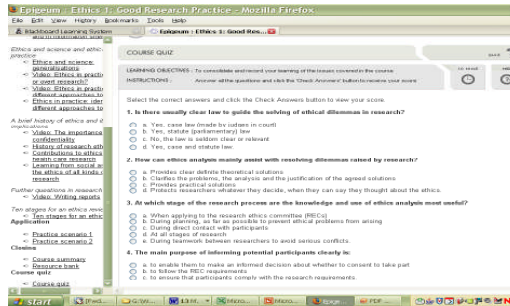 Epigeum : Ethics 1: Good Research Practice - Mozilla Firefox
File Edit View History Bookmarks Tools Help
Blackboard Learning System
Epigeum : Ethics 1: Good Res...
Ethics and science and ethic
practice
Ethics and science:
generalisations
Video: Ethics in practi
or overt research?
Video: Ethics in practi
different approaches to
Ethics in practice: ider
different approaches to
A brief history of ethics and it
implications
Video: The importance
confidentiality
History of research eth
Contributions to ethics
health care research
Learning from social an
the ethics of all kinds o
research
Further questions in research
Video: Writing reports
Ten stages for an ethics revie
Ten stages for an ethic
Application
Practice scenario 1
Practice scenario 2
Closing
Course summary
Resource bank
Course quiz
Course quiz
COURSE QUIZ
LEARNING OBJECTIVES : To consolidate and record your learning of the issues covered in the course
INSTRUCTIONS : Answer all the questions and click the 'Check Answers' button to receive your score
Select the correct answers and click the Check Answers button to view your score.
1. Is there usually clear law to guide the solving of ethical dilemmas in research?
a. Yes, case law (made by judges in court)
b. Yes, statute (parliamentary) law
c. No, the law is seldom clear or relevant
d. Yes, case and statute law.
2. How can ethics analysis mainly assist with resolving dilemmas raised by research?
a. Provides clear definite theoretical solutions
b. Clarifies the problems, the analysis and the justification of the agreed solutions
c. Provides practical solutions
d. Protects researchers whatever they decide, when they can say they thought about the ethics.
3. At which stage of the research process are the knowledge and use of ethics analysis most useful?
a. When applying to the research ethics committee (RECs)
b. During planning, as far as possible to prevent ethical problems from arising
c. During direct contact with participants
d. At all stages of research
e. During teamwork between researchers to avoid serious conflicts.
4. The main purpose of informing potential participants clearly is:
a. to enable them to make an informed decision about whether to consent to take part
b. to follow the REC requirements
c. to ensure that participants comply with the research requirements.
start